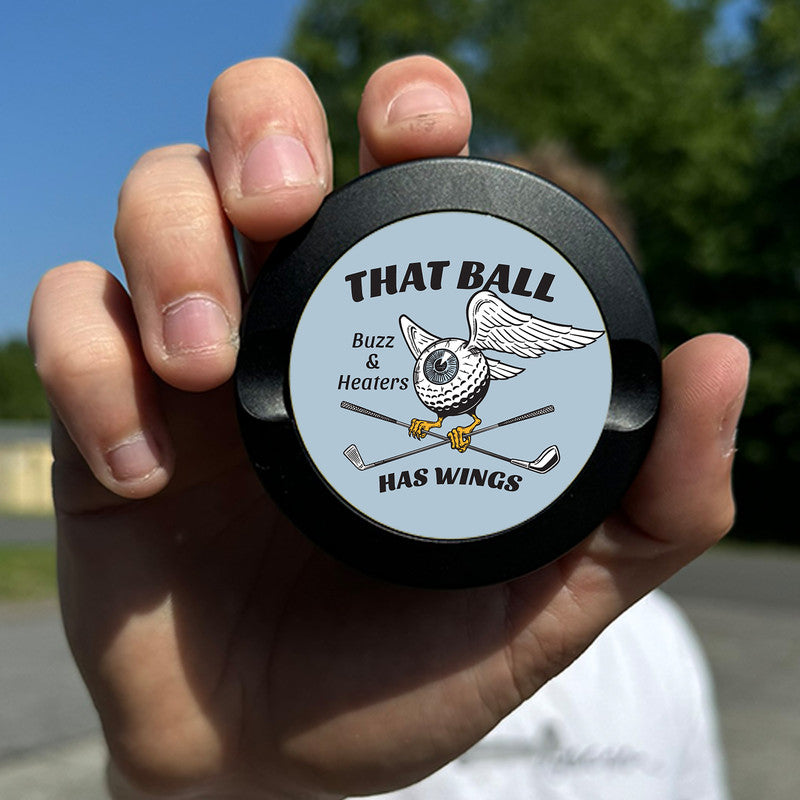 THAT BALL
Buzz
&
Heaters
HAS WINGS